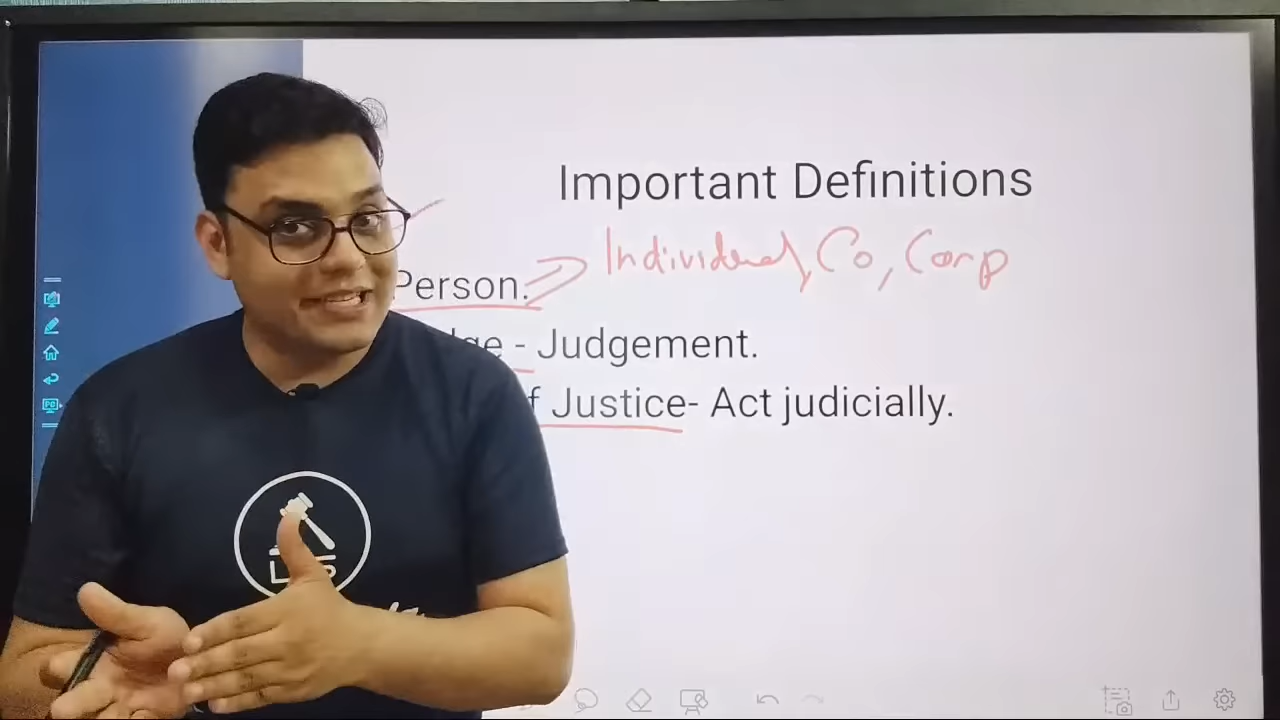 Important Definitions
Individual, Co, Corp
Person.
- Judgement.
Justice- Act judicially.